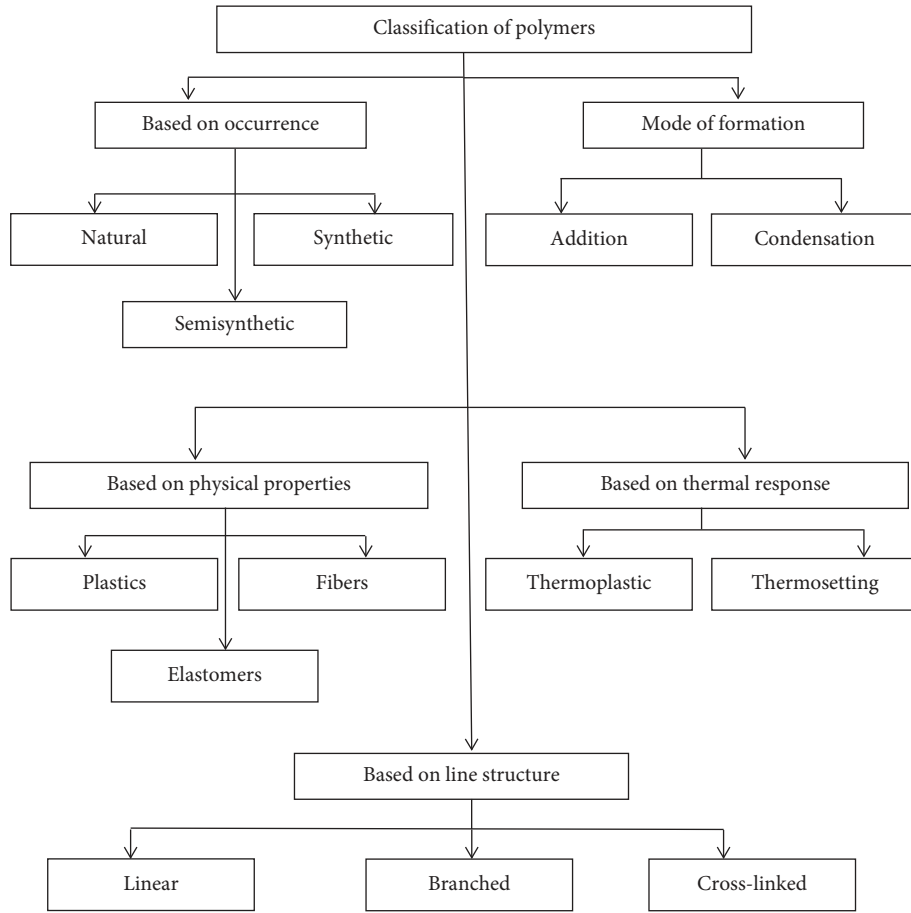 Classification of polymers
Based on occurrence
Mode of formation
Natural
Synthetic
Addition
Condensation
Semisynthetic
Based on physical properties
Based on thermal response
Plastics
Fibers
Thermoplastic
Thermosetting
Elastomers
Based on line structure
Linear
Branched
Cross-linked